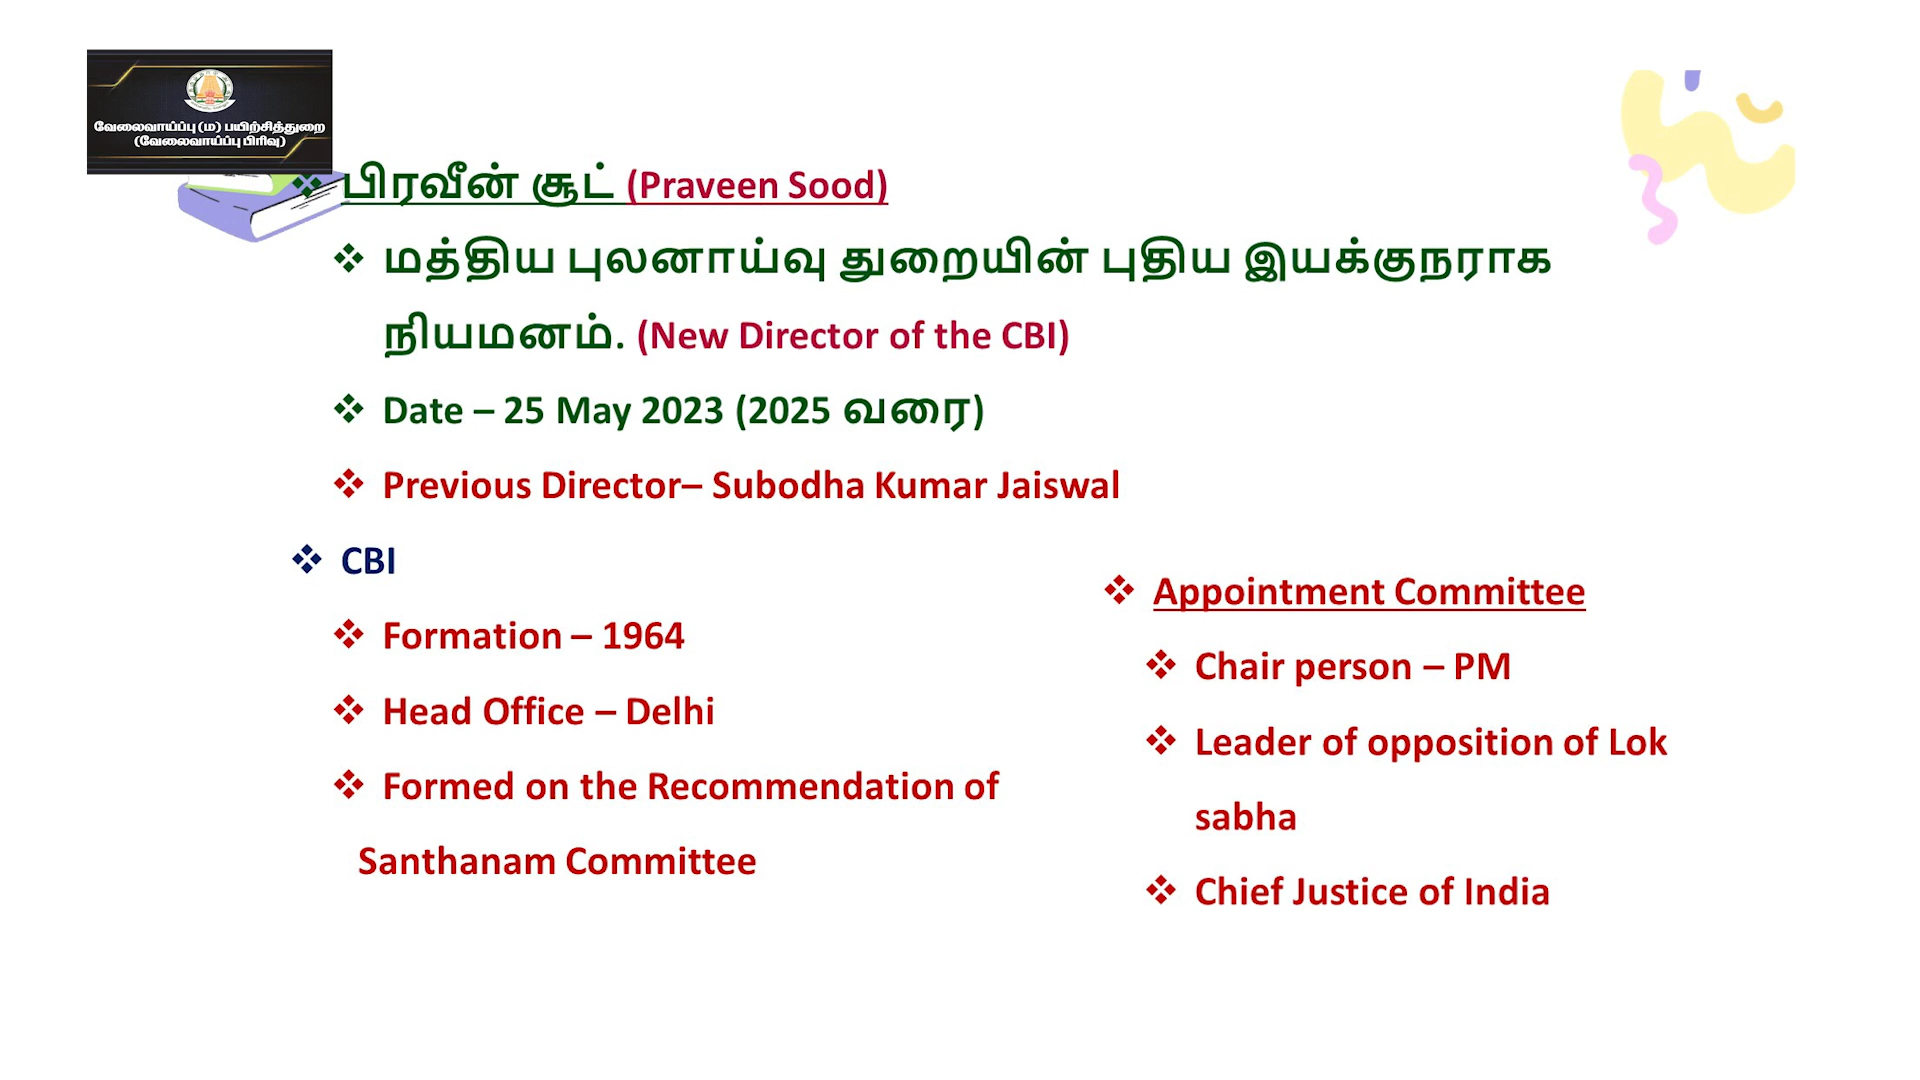 வேலைவாய்ப்பு (ம) பயிற்சித்துறை
(வேலைவாய்ப்பு பிரிவு)
❖ பிரவீன் சூட் (Praveen Sood)
❖ மத்திய புலனாய்வு துறையின் புதிய இயக்குநராக
நியமனம். (New Director of the CBI)
❖ Date – 25 May 2023 (2025 வரை)
❖ Previous Director– Subodha Kumar Jaiswal
❖ CBI
❖ Formation – 1964
❖ Head Office – Delhi
❖ Formed on the Recommendation of
Santhanam Committee
❖ Appointment Committee
❖ Chair person – PM
❖ Leader of opposition of Lok
sabha
❖ Chief Justice of India